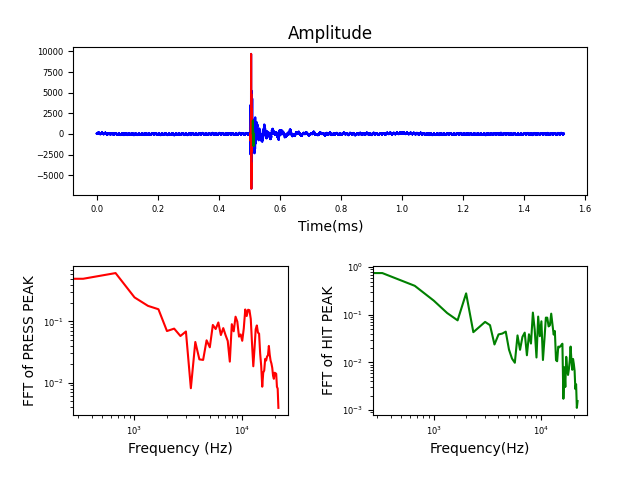 Amplitude
10000
7500
5000
2500
0
−2500
−5000
0.0 0.2 0.4 0.6 0.8 1.0 1.2 1.4 1.6
Time(ms)
FFT of PRESS PEAK
10⁻¹
10⁻²
10³ 10⁴
Frequency (Hz)
FFT of HIT PEAK
10⁰
10⁻¹
10⁻²
10⁻³
10³ 10⁴
Frequency(Hz)